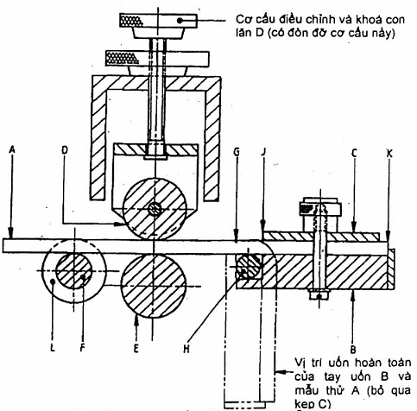 Cơ cấu điều chỉnh và khoá con
lăn D (có đòn đỡ cơ cấu này)
A
D
G
J
C
K
L
F
E
H
B
Vị trí uốn hoàn toàn
của tay uốn B và
mẫu thử A (bỏ qua
kẹp C)